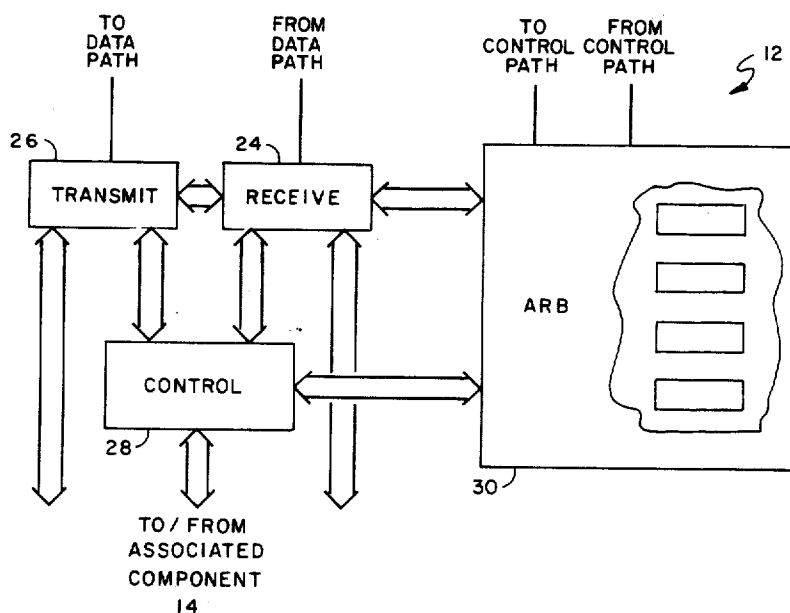 TO
DATA
PATH
FROM
DATA
PATH
TO
CONTROL
PATH
FROM
CONTROL
PATH
12
26
TRANSMIT
24
RECEIVE
ARB
CONTROL
28
30
TO / FROM
ASSOCIATED
COMPONENT
14